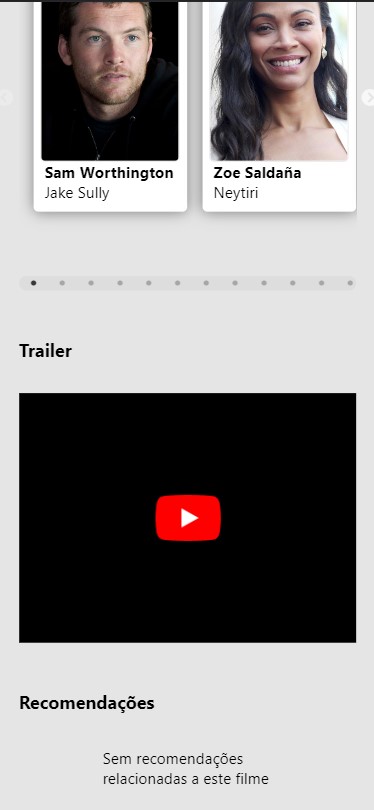 Sam Worthington
Jake Sully
Zoe Saldaña
Neytiri
Trailer
Recomendações
Sem recomendações
relacionadas a este filme